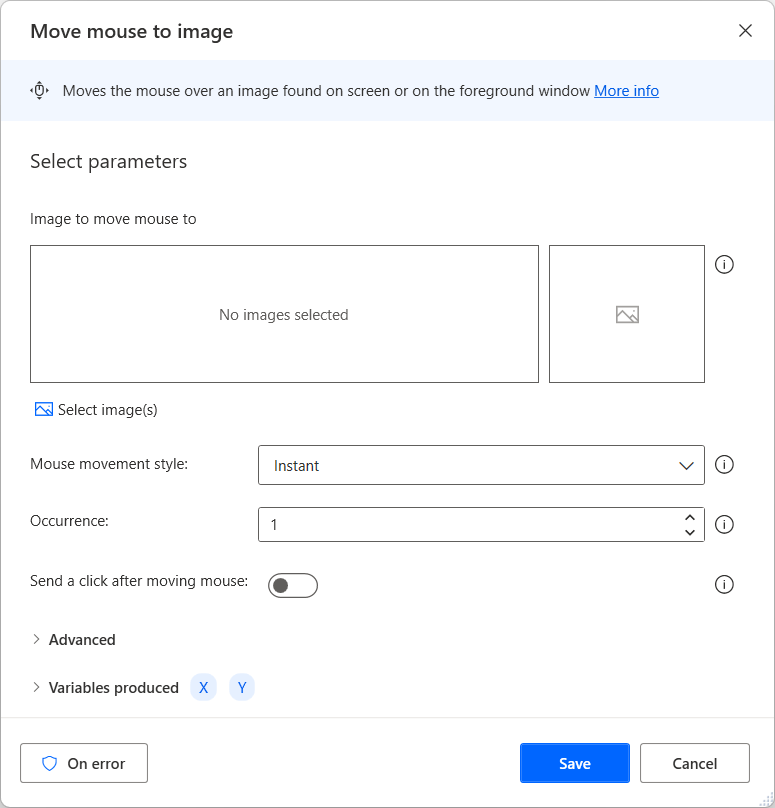 Move mouse to image
Moves the mouse over an image found on screen or on the foreground window More info
Select parameters
Image to move mouse to
No images selected
Select image(s)
Mouse movement style:
Instant
Occurrence:
1
Send a click after moving mouse:
Advanced
Variables produced X Y
On error
Save
Cancel